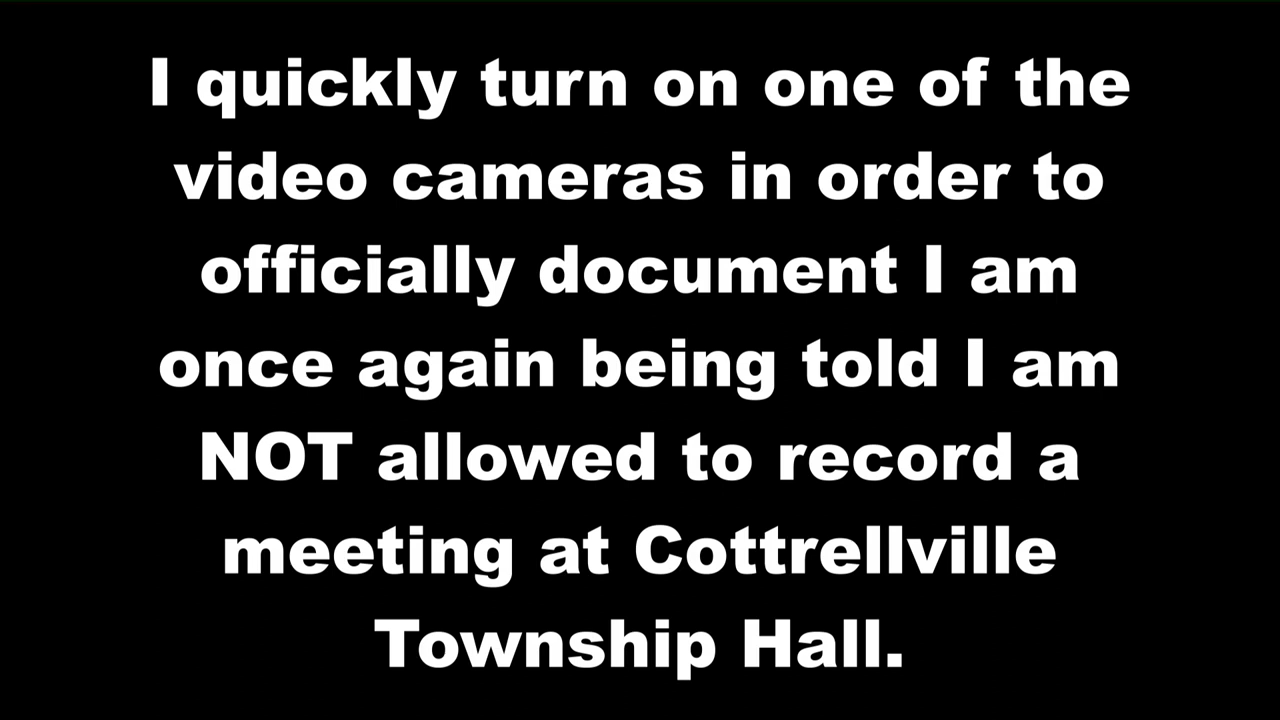 I quickly turn on one of the
video cameras in order to
officially document I am
once again being told I am
NOT allowed to record a
meeting at Cottrellville
Township Hall.